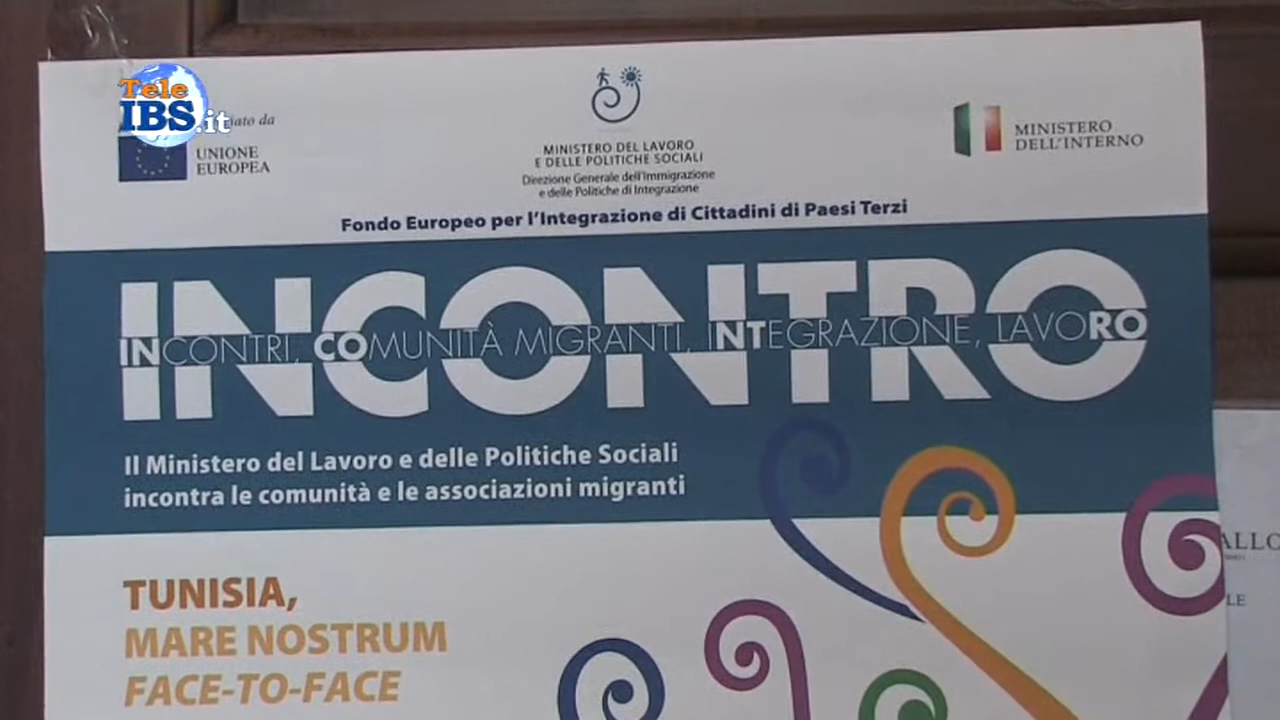 Tele
IBS.it
da
UNIONE
EUROPEA
MINISTERO DEL LAVORO
E DELLE POLITICHE SOCIALI
Direzione Generale dell'Immigrazione
e delle Politiche di Integrazione
MINISTERO
DELL'INTERNO
Fondo Europeo per l'Integrazione di Cittadini di Paesi Terzi
INCONTRO
INCONTRI, COMUNITÀ MIGRANTI, INTEGRAZIONE, LAVORO
Il Ministero del Lavoro e delle Politiche Sociali
incontra le comunità e le associazioni migranti
TUNISIA,
MARE NOSTRUM
FACE-TO-FACE